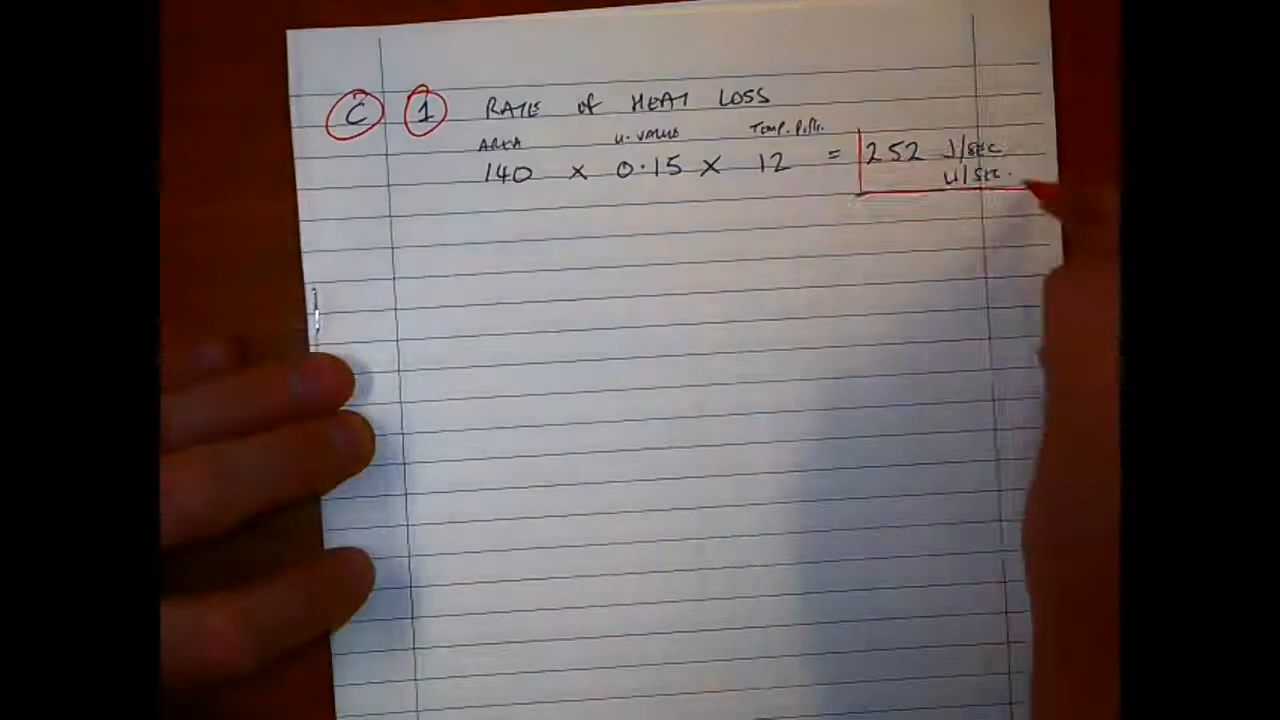 C 1 RATE of HEAT LOSS
AREA U. VALUE Temp. Diff.
140 x 0.15 x 12 = 252 J/sec
W/sec.